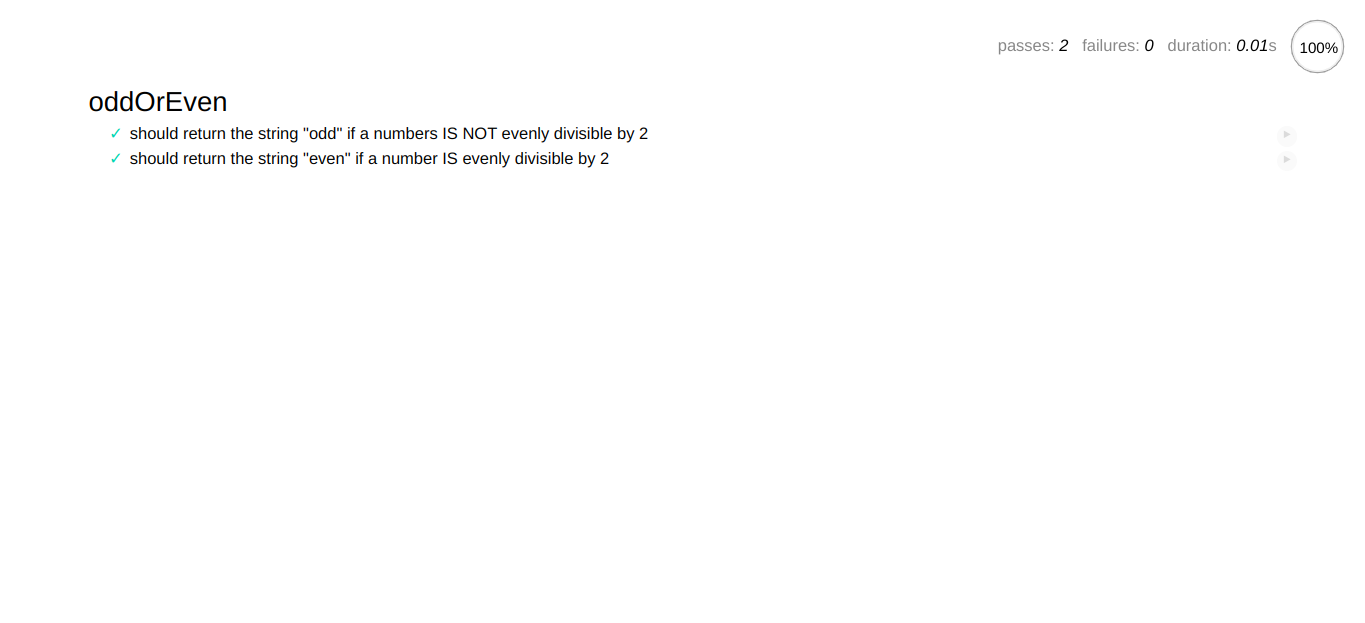 passes: 2 failures: 0 duration: 0.01s 100%
oddOrEven
✓ should return the string "odd" if a numbers IS NOT evenly divisible by 2
✓ should return the string "even" if a number IS evenly divisible by 2